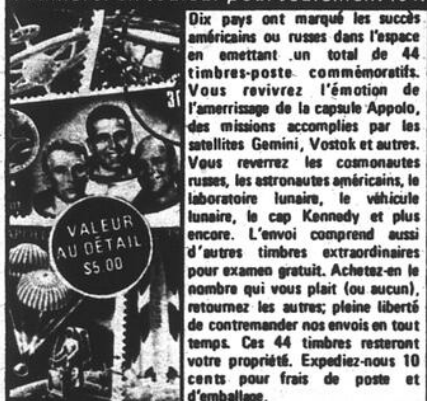 Dix pays ont marqué les succès
américains ou russes dans l'espace
en emettant un total de 44
timbres-poste commémoratifs.
Vous revivrez l'émotion de
l'amerrissage de la capsule Appolo,
des missions accomplies par les
satellites Gemini, Vostok et autres.
Vous reverrez les cosmonautes
russes, les astronautes américains, le
laboratoire lunaire, le véhicule
lunaire, le cap Kennedy et plus
encore. L'envoi comprend aussi
d'autres timbres extraordinaires
pour examen gratuit. Achetez-en le
nombre qui vous plait (ou aucun),
retournez les autres; pleine liberté
de contremander nos envois en tout
temps. Ces 44 timbres resteront
votre propriété. Expediez-nous 10
cents pour frais de poste et
d'emballage.
VALEUR
AU DÉTAIL
$5.00